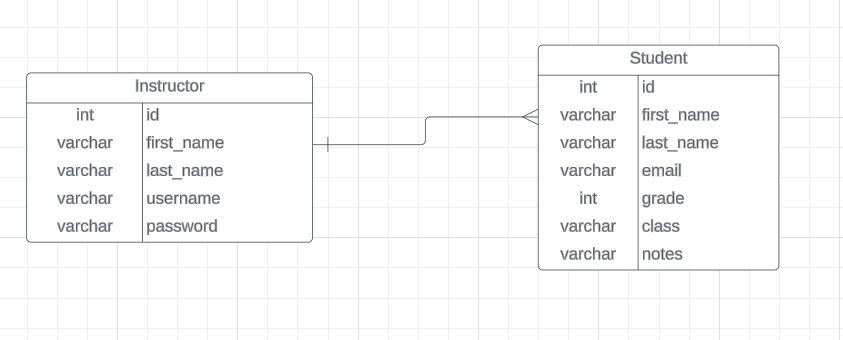 Instructor
int id
varchar first_name
varchar last_name
varchar username
varchar password
Student
int id
varchar first_name
varchar last_name
varchar email
int grade
varchar class
varchar notes